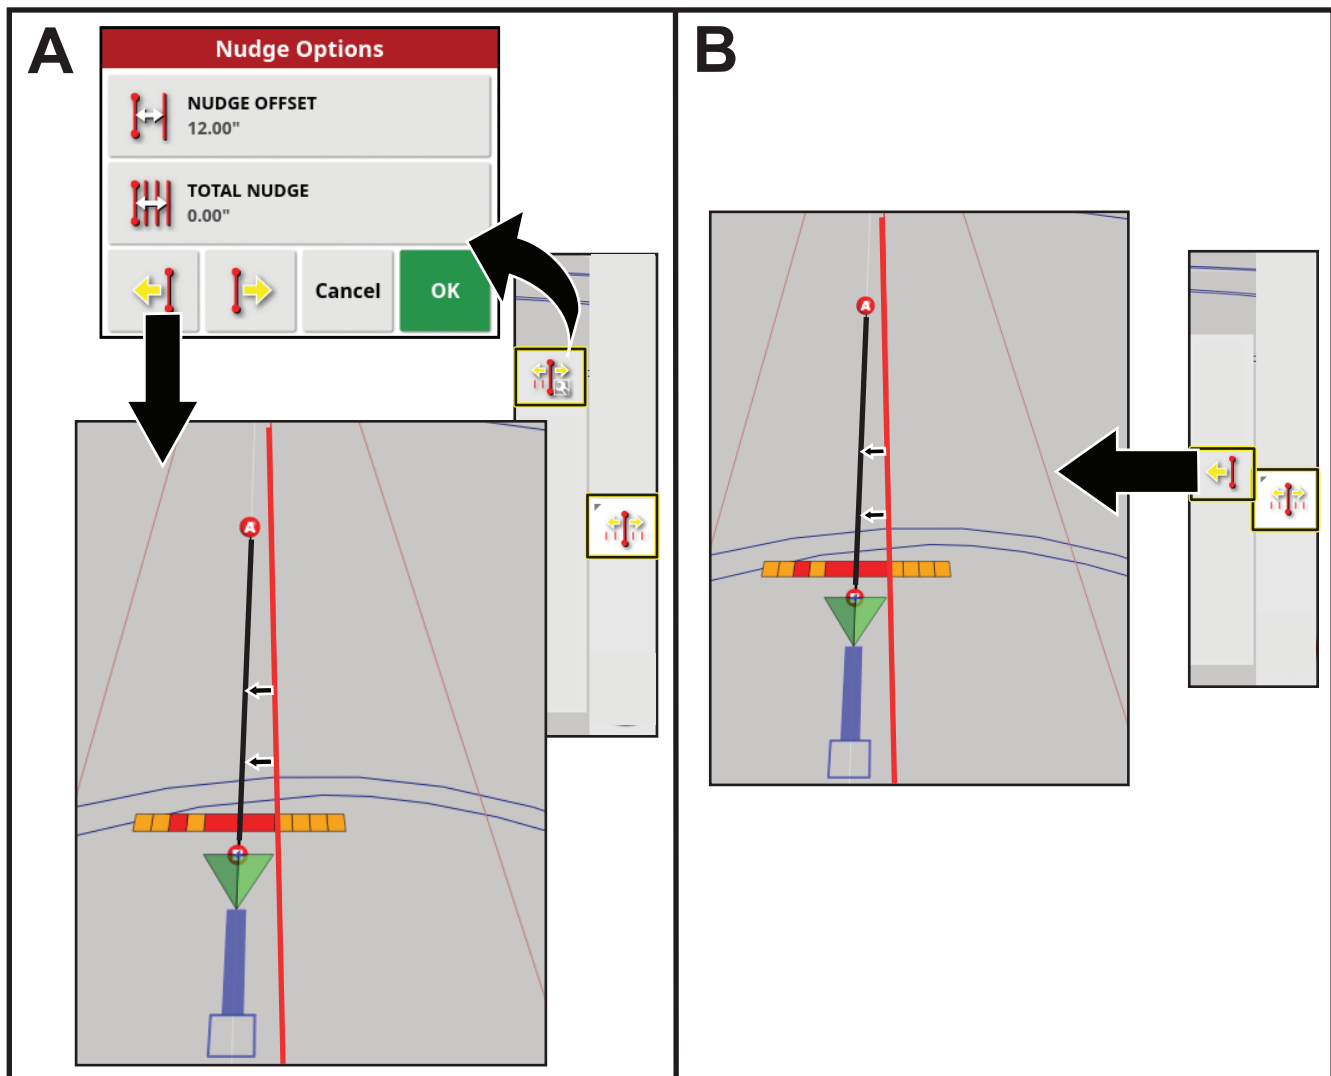 A
Nudge Options
NUDGE OFFSET
12.00"
TOTAL NUDGE
0.00"
Cancel
OK
A
B
A